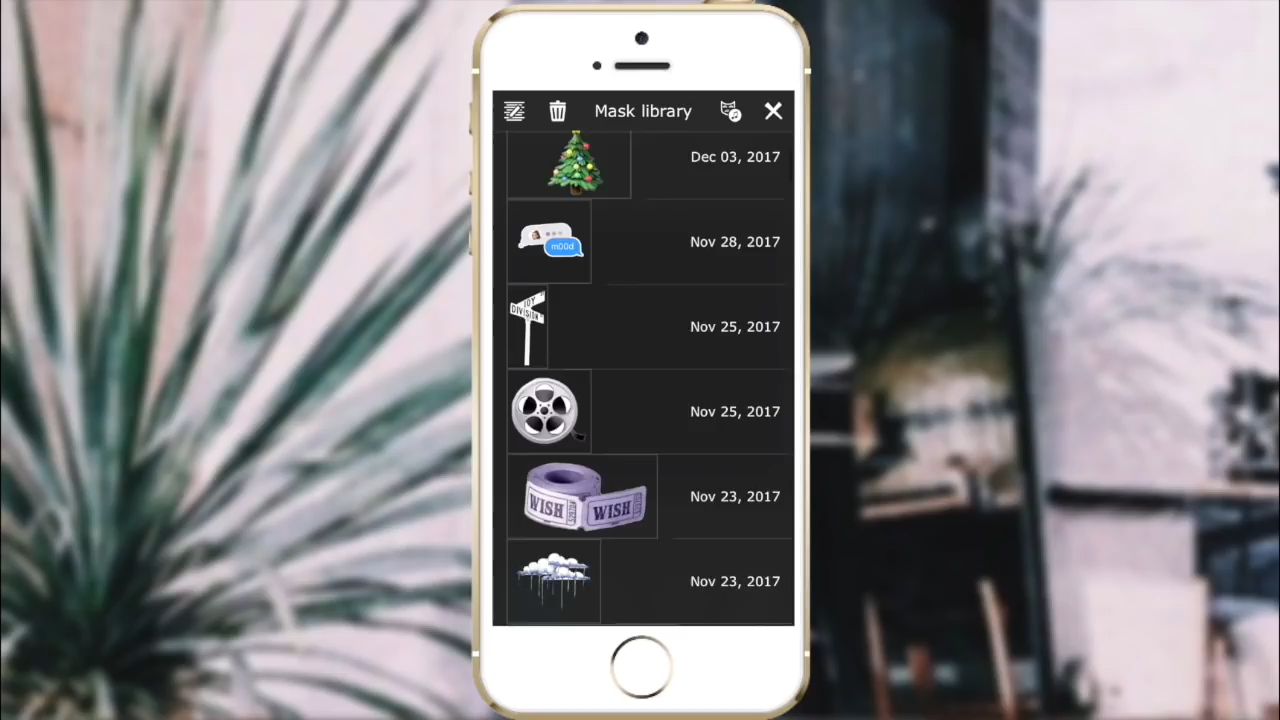 Mask library
Dec 03, 2017
m00d
Nov 28, 2017
JOY
DIVISION
Nov 25, 2017
Nov 25, 2017
WISH
WISH
Nov 23, 2017
Nov 23, 2017